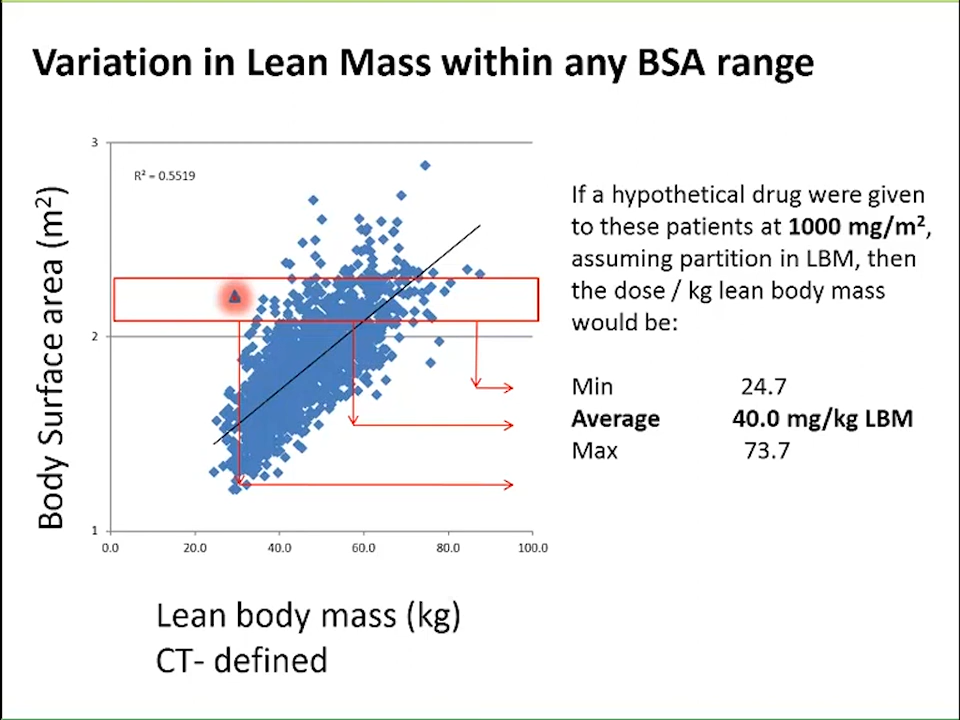 Variation in Lean Mass within any BSA range
3
R² = 0.5519
Body Surface area (m²)
2
1
0.0 20.0 40.0 60.0 80.0 100.0
Lean body mass (kg)
CT- defined
If a hypothetical drug were given
to these patients at 1000 mg/m²,
assuming partition in LBM, then
the dose / kg lean body mass
would be:
Min 24.7
Average 40.0 mg/kg LBM
Max 73.7